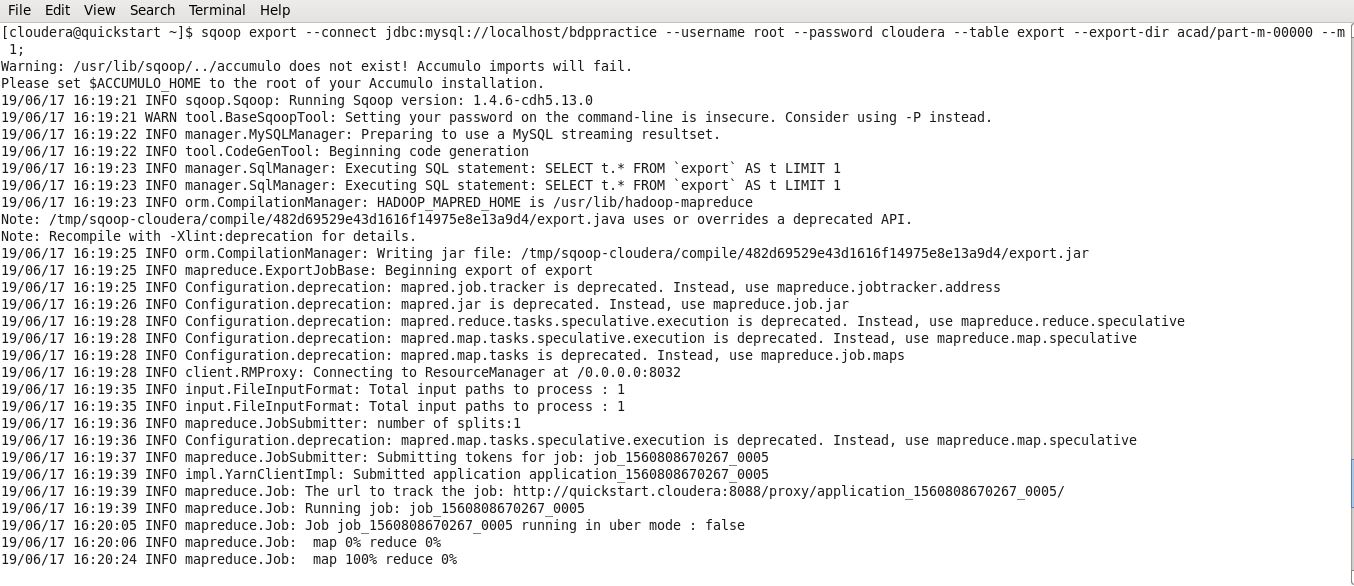 File Edit View Search Terminal Help
[cloudera@quickstart ~]$ sqoop export --connect jdbc:mysql://localhost/bdppractice --username root --password cloudera --table export --export-dir acad/part-m-00000 --m
 1;
Warning: /usr/lib/sqoop/../accumulo does not exist! Accumulo imports will fail.
Please set $ACCUMULO_HOME to the root of your Accumulo installation.
19/06/17 16:19:21 INFO sqoop.Sqoop: Running Sqoop version: 1.4.6-cdh5.13.0
19/06/17 16:19:21 WARN tool.BaseSqoopTool: Setting your password on the command-line is insecure. Consider using -P instead.
19/06/17 16:19:22 INFO manager.MySQLManager: Preparing to use a MySQL streaming resultset.
19/06/17 16:19:22 INFO tool.CodeGenTool: Beginning code generation
19/06/17 16:19:23 INFO manager.SqlManager: Executing SQL statement: SELECT t.* FROM `export` AS t LIMIT 1
19/06/17 16:19:23 INFO manager.SqlManager: Executing SQL statement: SELECT t.* FROM `export` AS t LIMIT 1
19/06/17 16:19:23 INFO orm.CompilationManager: HADOOP_MAPRED_HOME is /usr/lib/hadoop-mapreduce
Note: /tmp/sqoop-cloudera/compile/482d69529e43d1616f14975e8e13a9d4/export.java uses or overrides a deprecated API.
Note: Recompile with -Xlint:deprecation for details.
19/06/17 16:19:25 INFO orm.CompilationManager: Writing jar file: /tmp/sqoop-cloudera/compile/482d69529e43d1616f14975e8e13a9d4/export.jar
19/06/17 16:19:25 INFO mapreduce.ExportJobBase: Beginning export of export
19/06/17 16:19:25 INFO Configuration.deprecation: mapred.job.tracker is deprecated. Instead, use mapreduce.jobtracker.address
19/06/17 16:19:26 INFO Configuration.deprecation: mapred.jar is deprecated. Instead, use mapreduce.job.jar
19/06/17 16:19:28 INFO Configuration.deprecation: mapred.reduce.tasks.speculative.execution is deprecated. Instead, use mapreduce.reduce.speculative
19/06/17 16:19:28 INFO Configuration.deprecation: mapred.map.tasks.speculative.execution is deprecated. Instead, use mapreduce.map.speculative
19/06/17 16:19:28 INFO Configuration.deprecation: mapred.map.tasks is deprecated. Instead, use mapreduce.job.maps
19/06/17 16:19:28 INFO client.RMProxy: Connecting to ResourceManager at /0.0.0.0:8032
19/06/17 16:19:35 INFO input.FileInputFormat: Total input paths to process : 1
19/06/17 16:19:35 INFO input.FileInputFormat: Total input paths to process : 1
19/06/17 16:19:36 INFO mapreduce.JobSubmitter: number of splits:1
19/06/17 16:19:36 INFO Configuration.deprecation: mapred.map.tasks.speculative.execution is deprecated. Instead, use mapreduce.map.speculative
19/06/17 16:19:37 INFO mapreduce.JobSubmitter: Submitting tokens for job: job_1560808670267_0005
19/06/17 16:19:39 INFO impl.YarnClientImpl: Submitted application application_1560808670267_0005
19/06/17 16:19:39 INFO mapreduce.Job: The url to track the job: http://quickstart.cloudera:8088/proxy/application_1560808670267_0005/
19/06/17 16:19:39 INFO mapreduce.Job: Running job: job_1560808670267_0005
19/06/17 16:20:05 INFO mapreduce.Job: Job job_1560808670267_0005 running in uber mode : false
19/06/17 16:20:06 INFO mapreduce.Job:  map 0% reduce 0%
19/06/17 16:20:24 INFO mapreduce.Job:  map 100% reduce 0%